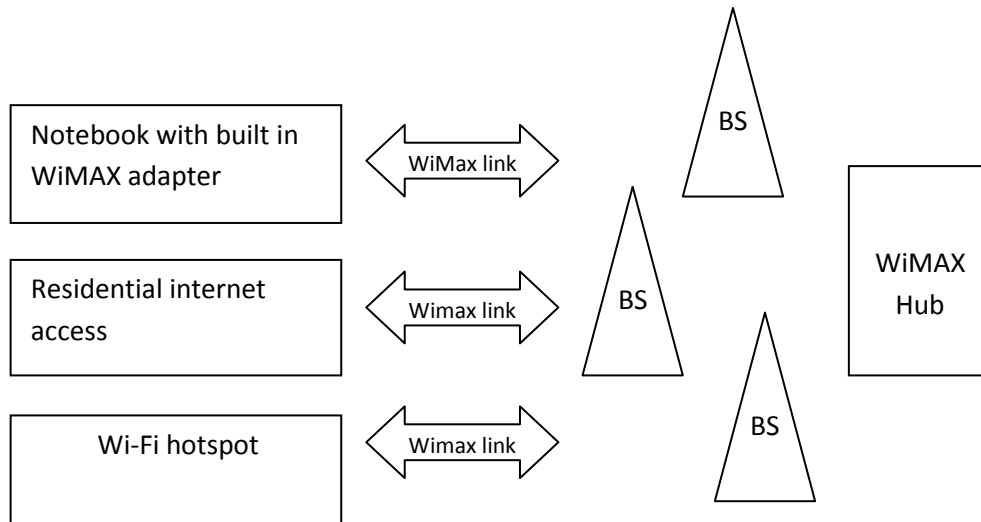 BS
Notebook with built in
WiMAX adapter
WiMax link
WiMAX
Hub
Residential internet
access
Wimax link
BS
BS
Wi-Fi hotspot
Wimax link